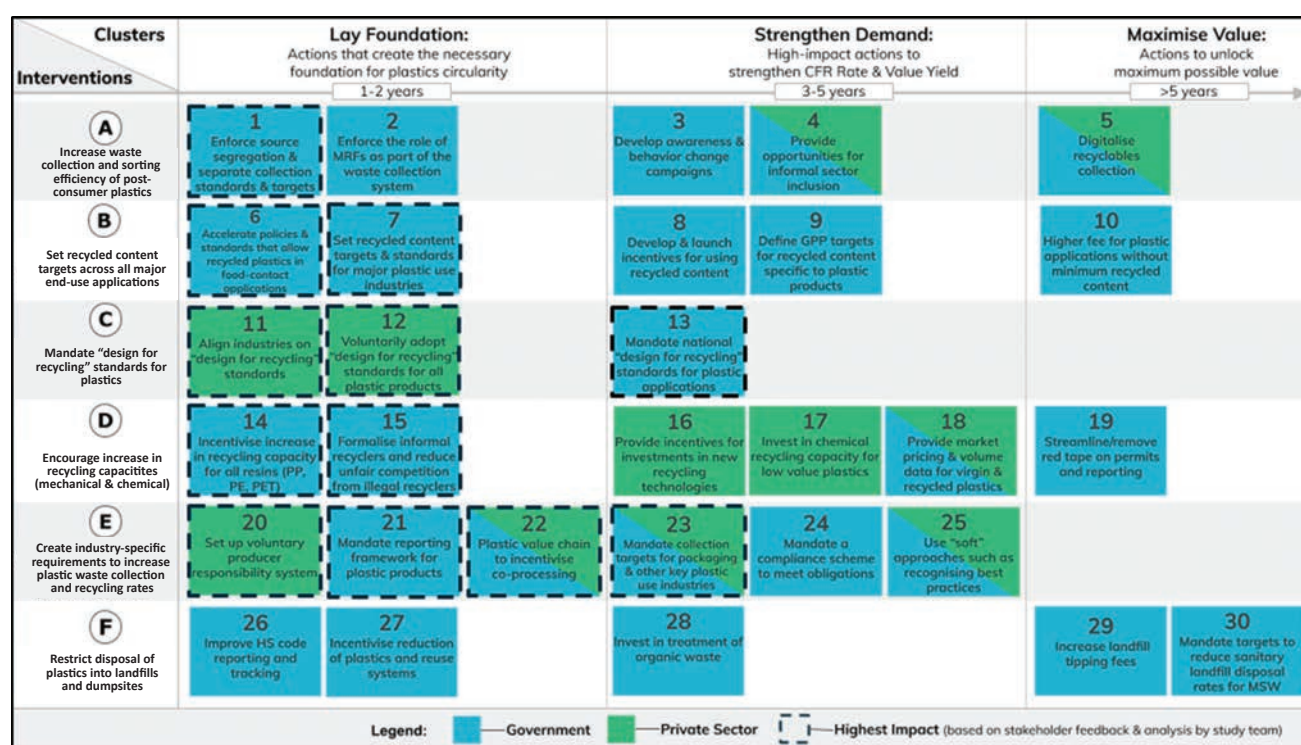 Clusters
Interventions
Lay Foundation:
Actions that create the necessary
foundation for plastics circularity
1-2 years
Strengthen Demand:
High-impact actions to
strengthen CFR Rate & Value Yield
3-5 years
Maximise Value:
Actions to unlock
maximum possible value
>5 years
A
Increase waste
collection and sorting
efficiency of post-
consumer plastics
1
Enforce source
segregation &
separate collection
standards & targets
2
Enforce the role of
MRFs as part of the
waste collection
system
3
Develop awareness &
behavior change
campaigns
4
Provide
opportunities for
informal sector
inclusion
5
Digitalise
recyclables
collection
B
Set recycled content
targets across all major
end-use applications
6
Accelerate policies &
standards that allow
recycled plastics in
food-contact
applications
7
Set recycled content
targets & standards
for major plastic use
industries
8
Develop & launch
incentives for using
recycled content
9
Define GPP targets
for recycled content
specific to plastic
products
10
Higher fee for plastic
applications without
minimum recycled
content
C
Mandate "design for
recycling" standards for
plastics
11
Align industries on
"design for recycling"
standards
12
Voluntarily adopt
"design for recycling"
standards for all
plastic products
13
Mandate national
"design for recycling"
standards for plastic
applications
D
Encourage increase in
recycling capacites
(mechanical & chemical)
14
Incentivise increase
in recycling capacity
for all resins (PP,
PE, PET)
15
Formalise informal
recyclers and reduce
unfair competition
from illegal recyclers
16
Provide incentives for
investments in new
recycling
technologies
17
Invest in chemical
recycling capacity for
low value plastics
18
Provide market
pricing & volume
data for virgin &
recycled plastics
19
Streamline/remove
red tape on permits
and reporting
E
Create industry-specific
requirements to increase
plastic waste collection
and recycling rates
20
Set up voluntary
producer
responsibility system
21
Mandate reporting
framework for
plastic products
22
Plastic value chain
to incentivise
co-processing
23
Mandate collection
targets for packaging
& other key plastic
use industries
24
Mandate a
compliance scheme
to meet obligations
25
Use "soft"
approaches such as
recognising best
practices
F
Restrict disposal of
plastics into landfills
and dumpsites
26
Improve HS code
reporting and
tracking
27
Incentivise reduction
of plastics and reuse
systems
28
Invest in treatment of
organic waste
29
Increase landfill
tipping fees
30
Mandate targets to
reduce sanitary
landfill disposal
rates for MSW
Legend: Government Private Sector Highest Impact (based on stakeholder feedback & analysis by study team)